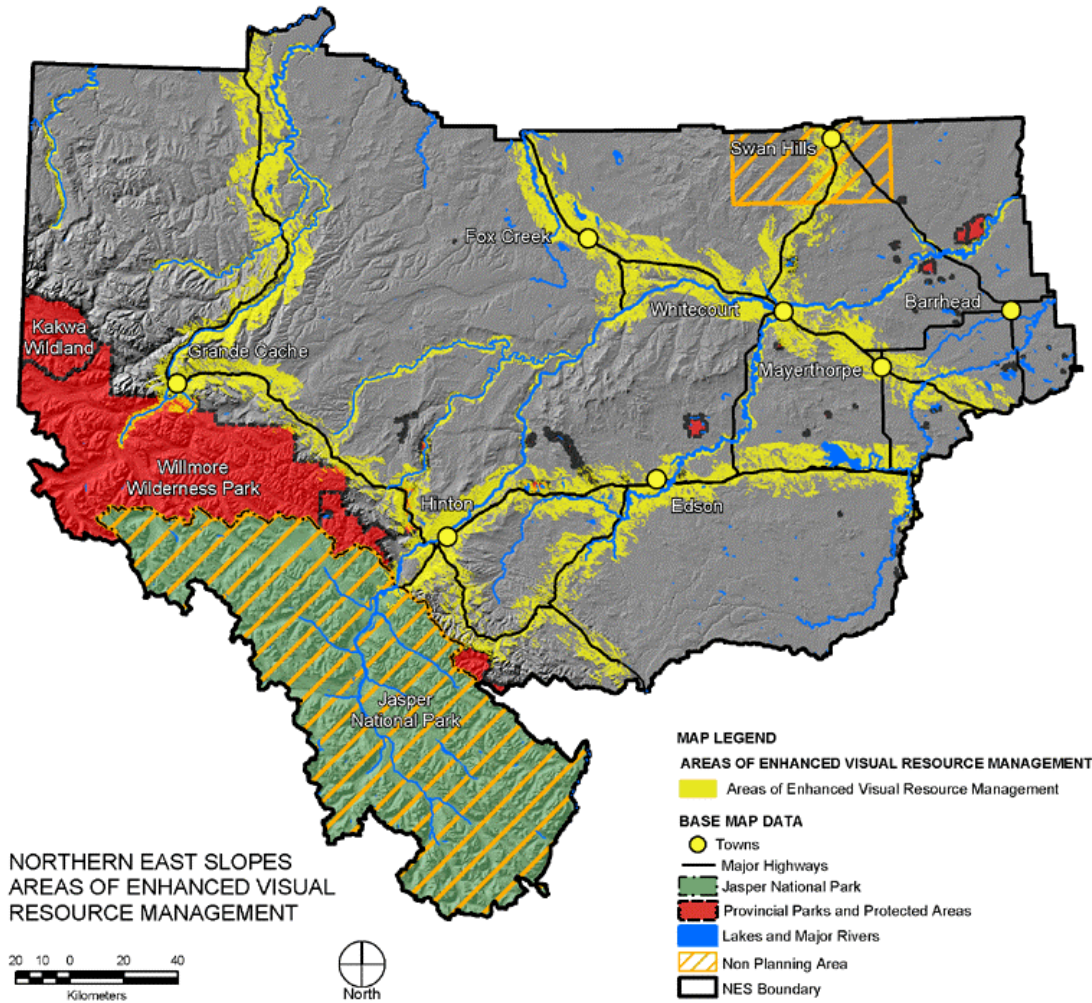 Swan Hills
Fox Creek
Whitecourt
Barrhead
Kakwa
Wildland
Grande Cache
Mayerthorpe
Willmore
Wilderness Park
Hinton
Edson
Jasper
National Park
MAP LEGEND
AREAS OF ENHANCED VISUAL RESOURCE MANAGEMENT
Areas of Enhanced Visual Resource Management
BASE MAP DATA
Towns
Major Highways
Jasper National Park
Provincial Parks and Protected Areas
Lakes and Major Rivers
Non Planning Area
NES Boundary
NORTHERN EAST SLOPES
AREAS OF ENHANCED VISUAL
RESOURCE MANAGEMENT
20 10 0 20 40
Kilometers
North